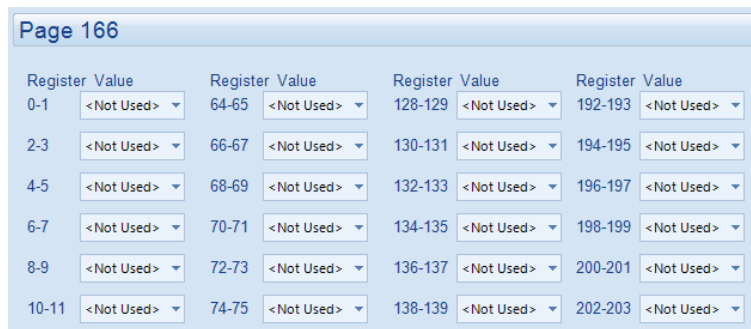 Page 166
Register Value Register Value Register Value Register Value
0-1 <Not Used> 64-65 <Not Used> 128-129 <Not Used> 192-193 <Not Used>
2-3 <Not Used> 66-67 <Not Used> 130-131 <Not Used> 194-195 <Not Used>
4-5 <Not Used> 68-69 <Not Used> 132-133 <Not Used> 196-197 <Not Used>
6-7 <Not Used> 70-71 <Not Used> 134-135 <Not Used> 198-199 <Not Used>
8-9 <Not Used> 72-73 <Not Used> 136-137 <Not Used> 200-201 <Not Used>
10-11 <Not Used> 74-75 <Not Used> 138-139 <Not Used> 202-203 <Not Used>